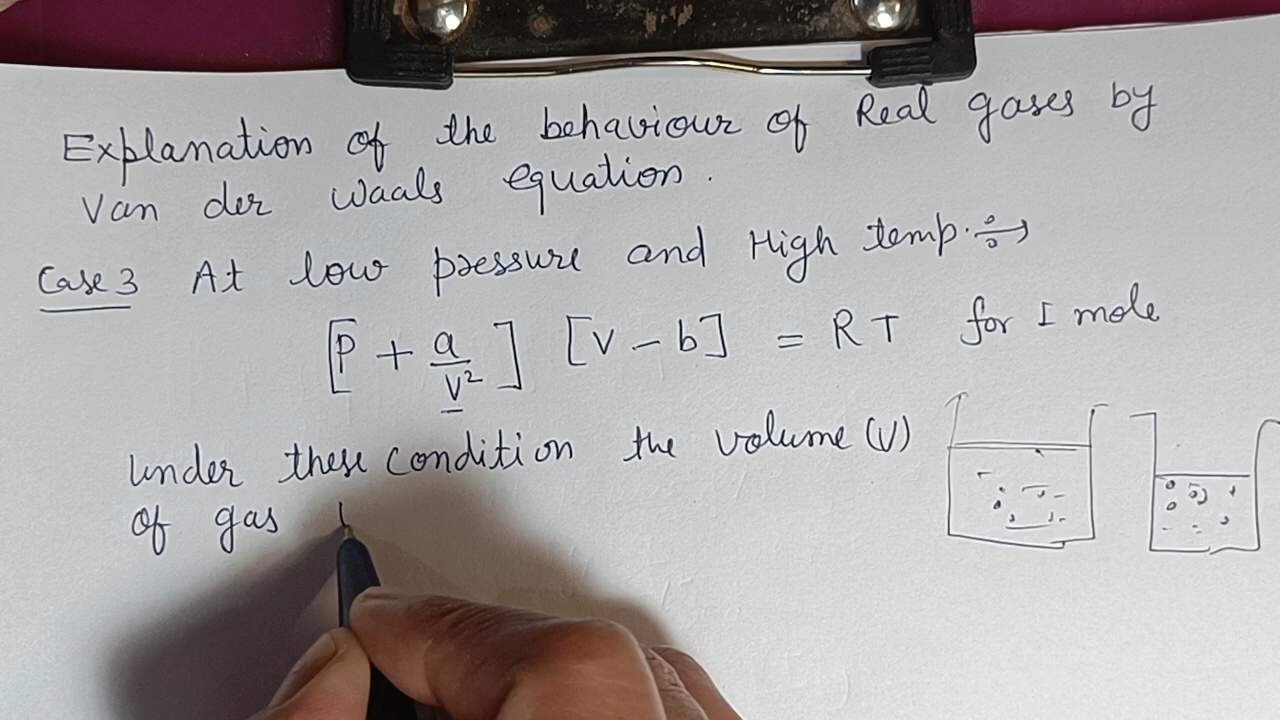 Explanation of the behaviour of Real gases by
Van der Waals equation.
Case 3 At low pressure and High temp. ÷→
[P + a/V²] [V - b] = RT for 1 mole
under these condition the volume (V)
of gas